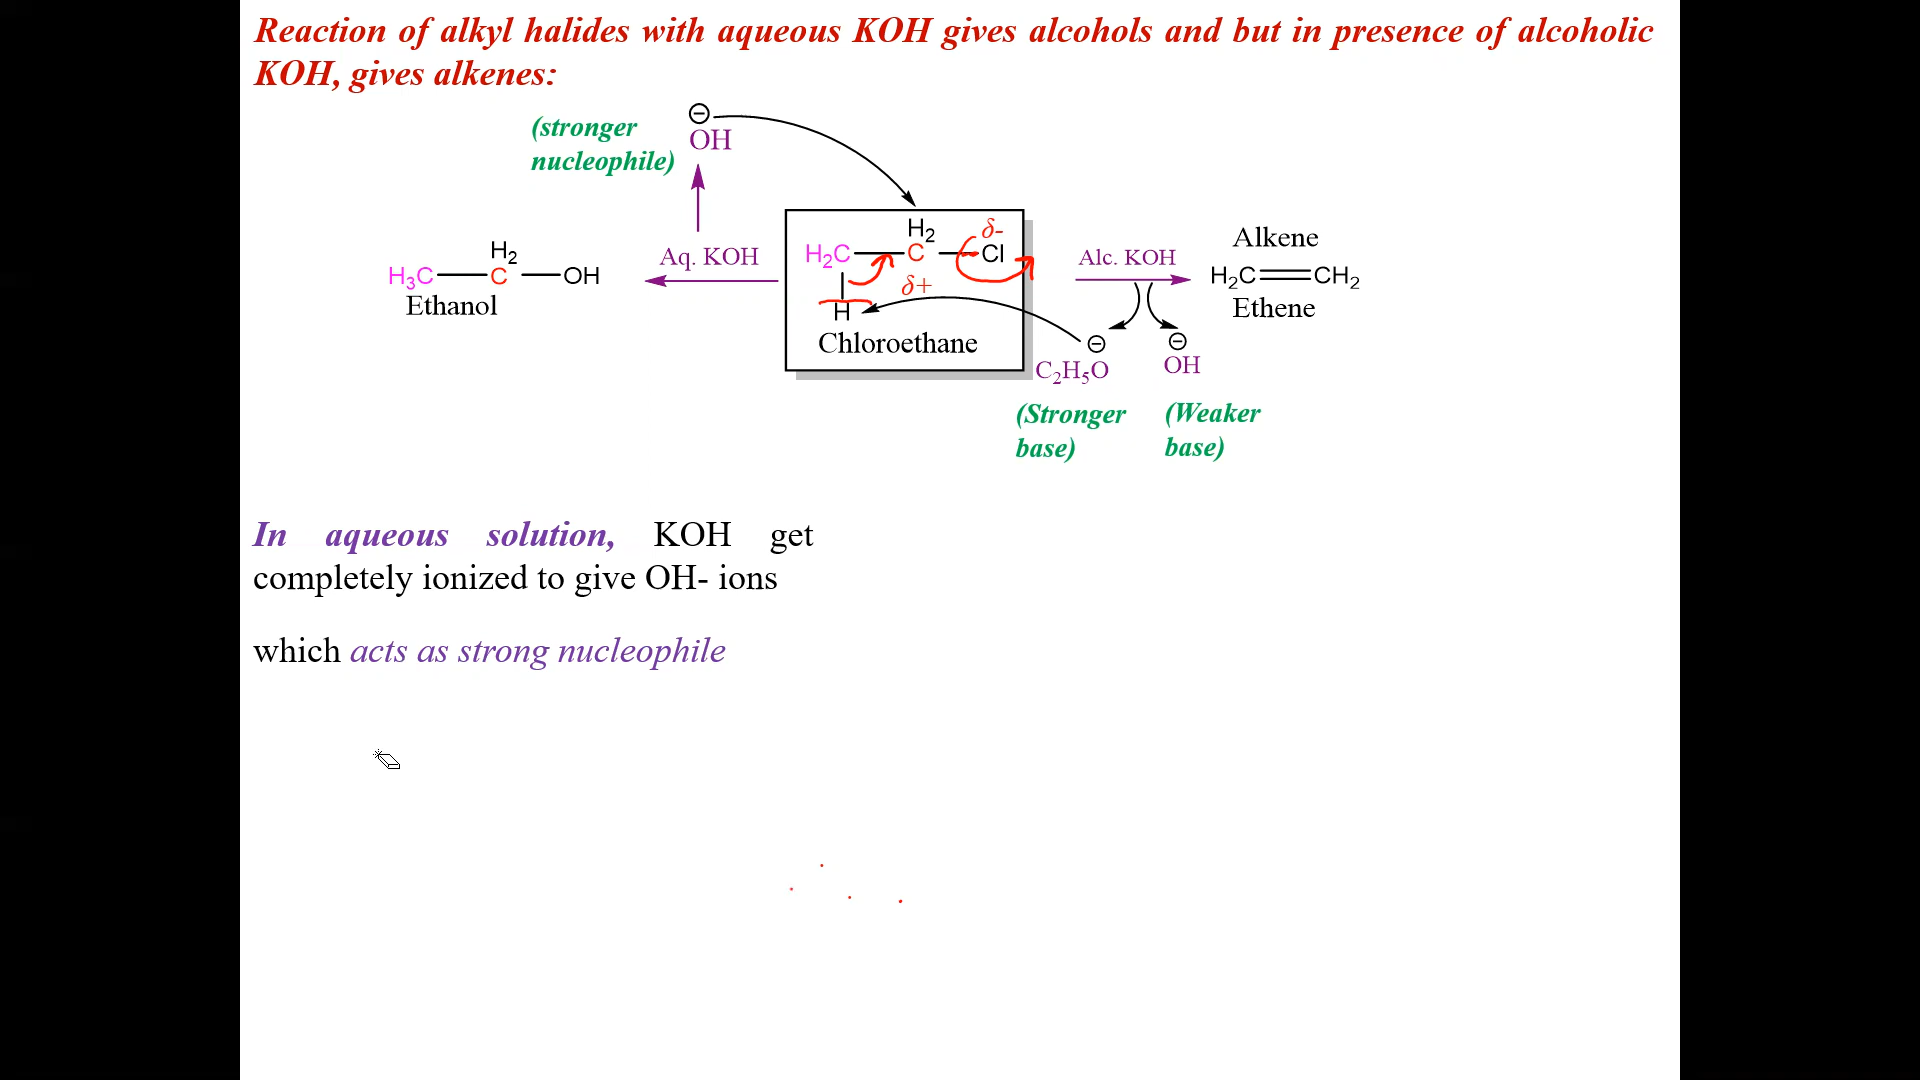 Reaction of alkyl halides with aqueous KOH gives alcohols and but in presence of alcoholic
KOH, gives alkenes:
(stronger
nucleophile)
⊖
OH
H₂
H₃C—C—OH
Ethanol
Aq. KOH
H₂ δ-
H₂C—C—Cl
δ+
H
Chloroethane
Alc. KOH
Alkene
H₂C=CH₂
Ethene
⊖
C₂H₅O
⊖
OH
(Stronger
base)
(Weaker
base)
In aqueous solution, KOH get
completely ionized to give OH- ions
which acts as strong nucleophile